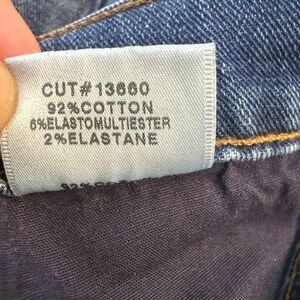 CUT#13660
92%COTTON
6%ELASTOMULTIESTER
2%ELASTANE